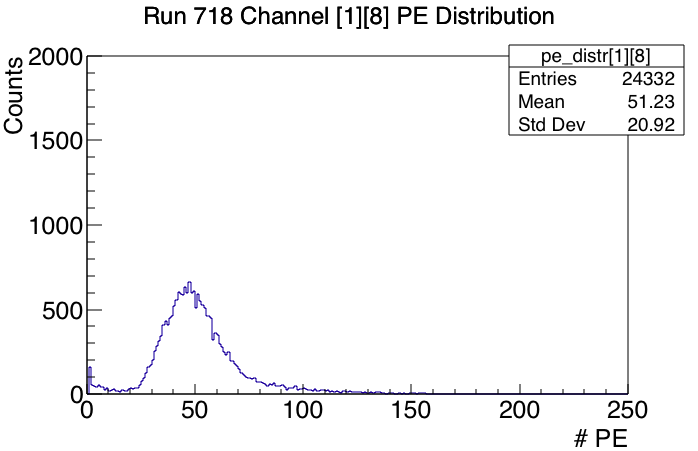 Run 718 Channel [1][8] PE Distribution
pe_distr[1][8]
Entries 24332
Mean 51.23
Std Dev 20.92
Counts
2000
1500
1000
500
0
0 50 100 150 200 250
# PE